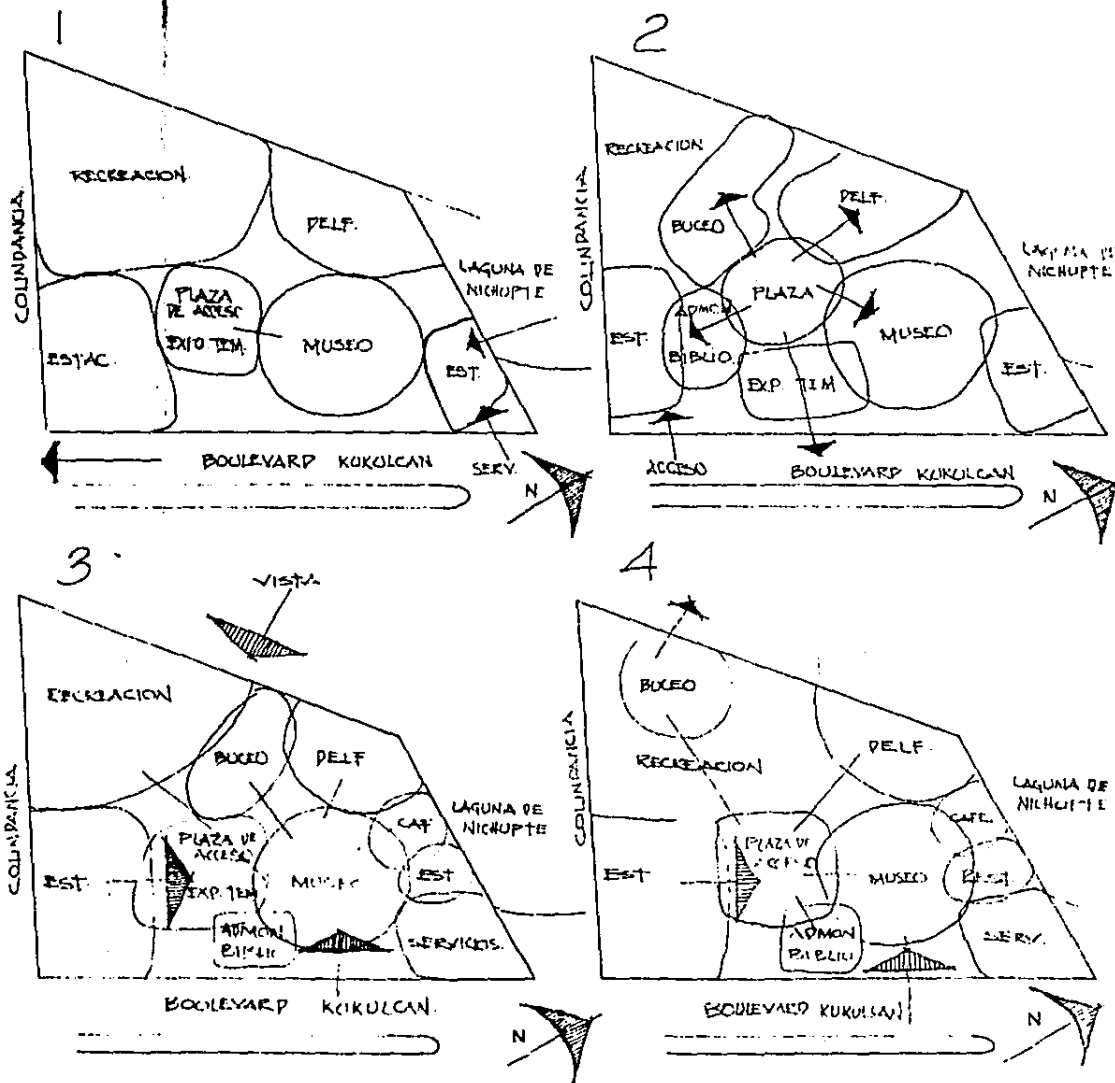 1
RECREACION
DELF.
COLINDANCIA
PLAZA
DE ACCESO
EXPO TEM.
MUSEO
ESTAC.
EST.
LAGUNA DE
NICHUPTE
BOULEVARD KUKULCAN
SERV.
N
2
RECREACION
DELF.
BUCEO
COLINDANCIA
PLAZA
ADMON
BIBLIO.
EST.
MUSEO
EXP. TEM
EST.
LAGUNA DE
NICHUPTE
ACCESO
BOULEVARD KUKULCAN
N
3
VISTA
RECREACION
BUCEO
DELF
COLINDANCIA
PLAZA DE
ACCESO
EXP. TEM
EST.
MUSEO
CAF.
EST
LAGUNA DE
NICHUPTE
ADMON
SERVICIOS.
BOULEVARD KUKULCAN.
N
4
BUCEO
COLINDANCIA
RECREACION
DELF.
PLAZA DE
ACCESO
EST
MUSEO
CAFE.
LAGUNA DE
NICHUPTE
ADMON
BIBLIO
SERV.
BOULEVARD KUKULCAN
N